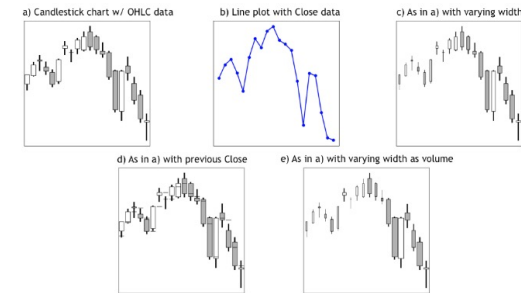 a) Candlestick chart w/ OHLC data
b) Line plot with Close data
c) As in a) with varying width
d) As in a) with previous Close
e) As in a) with varying width as volume